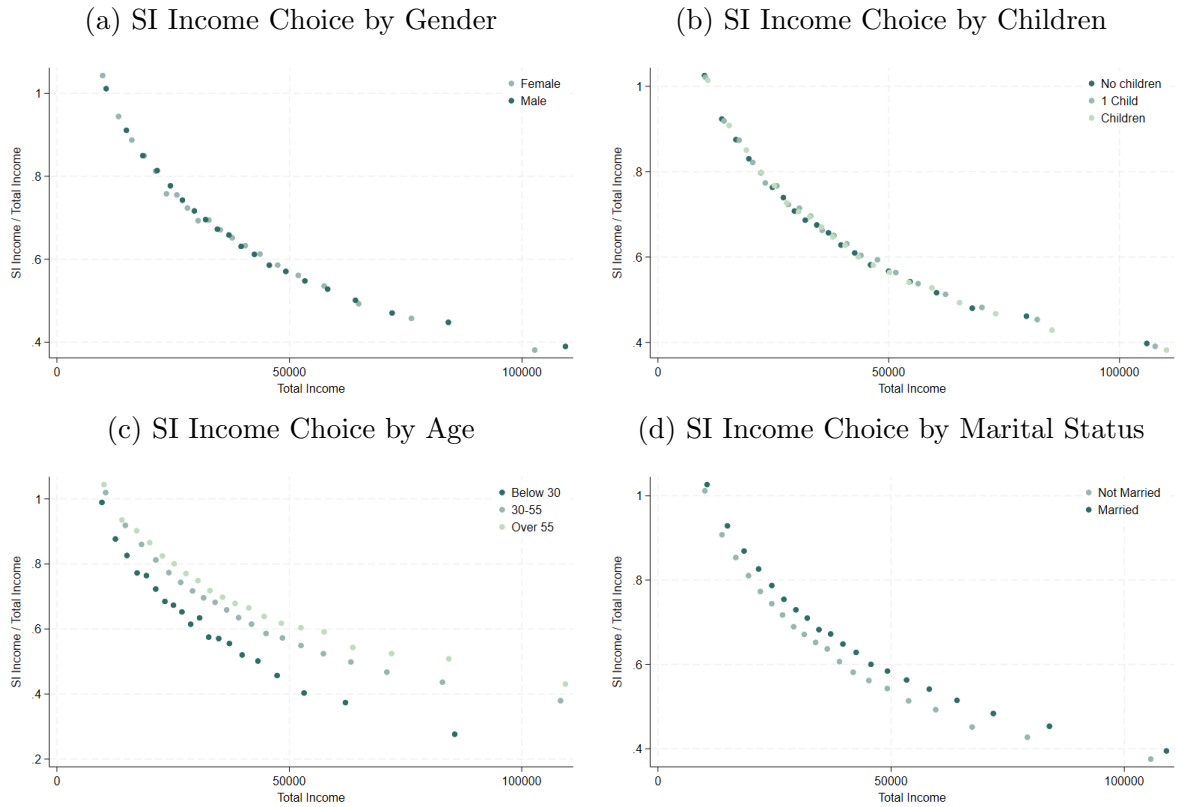 (a) SI Income Choice by Gender
SI Income / Total Income
1
.8
.6
.4
0
50000
100000
Total Income
Female
Male
(b) SI Income Choice by Children
SI Income / Total Income
1
.8
.6
.4
0
50000
100000
Total Income
No children
1 Child
Children
(c) SI Income Choice by Age
SI Income / Total Income
1
.8
.6
.4
.2
0
50000
100000
Total Income
Below 30
30-55
Over 55
(d) SI Income Choice by Marital Status
SI Income / Total Income
1
.8
.6
.4
0
50000
100000
Total Income
Not Married
Married